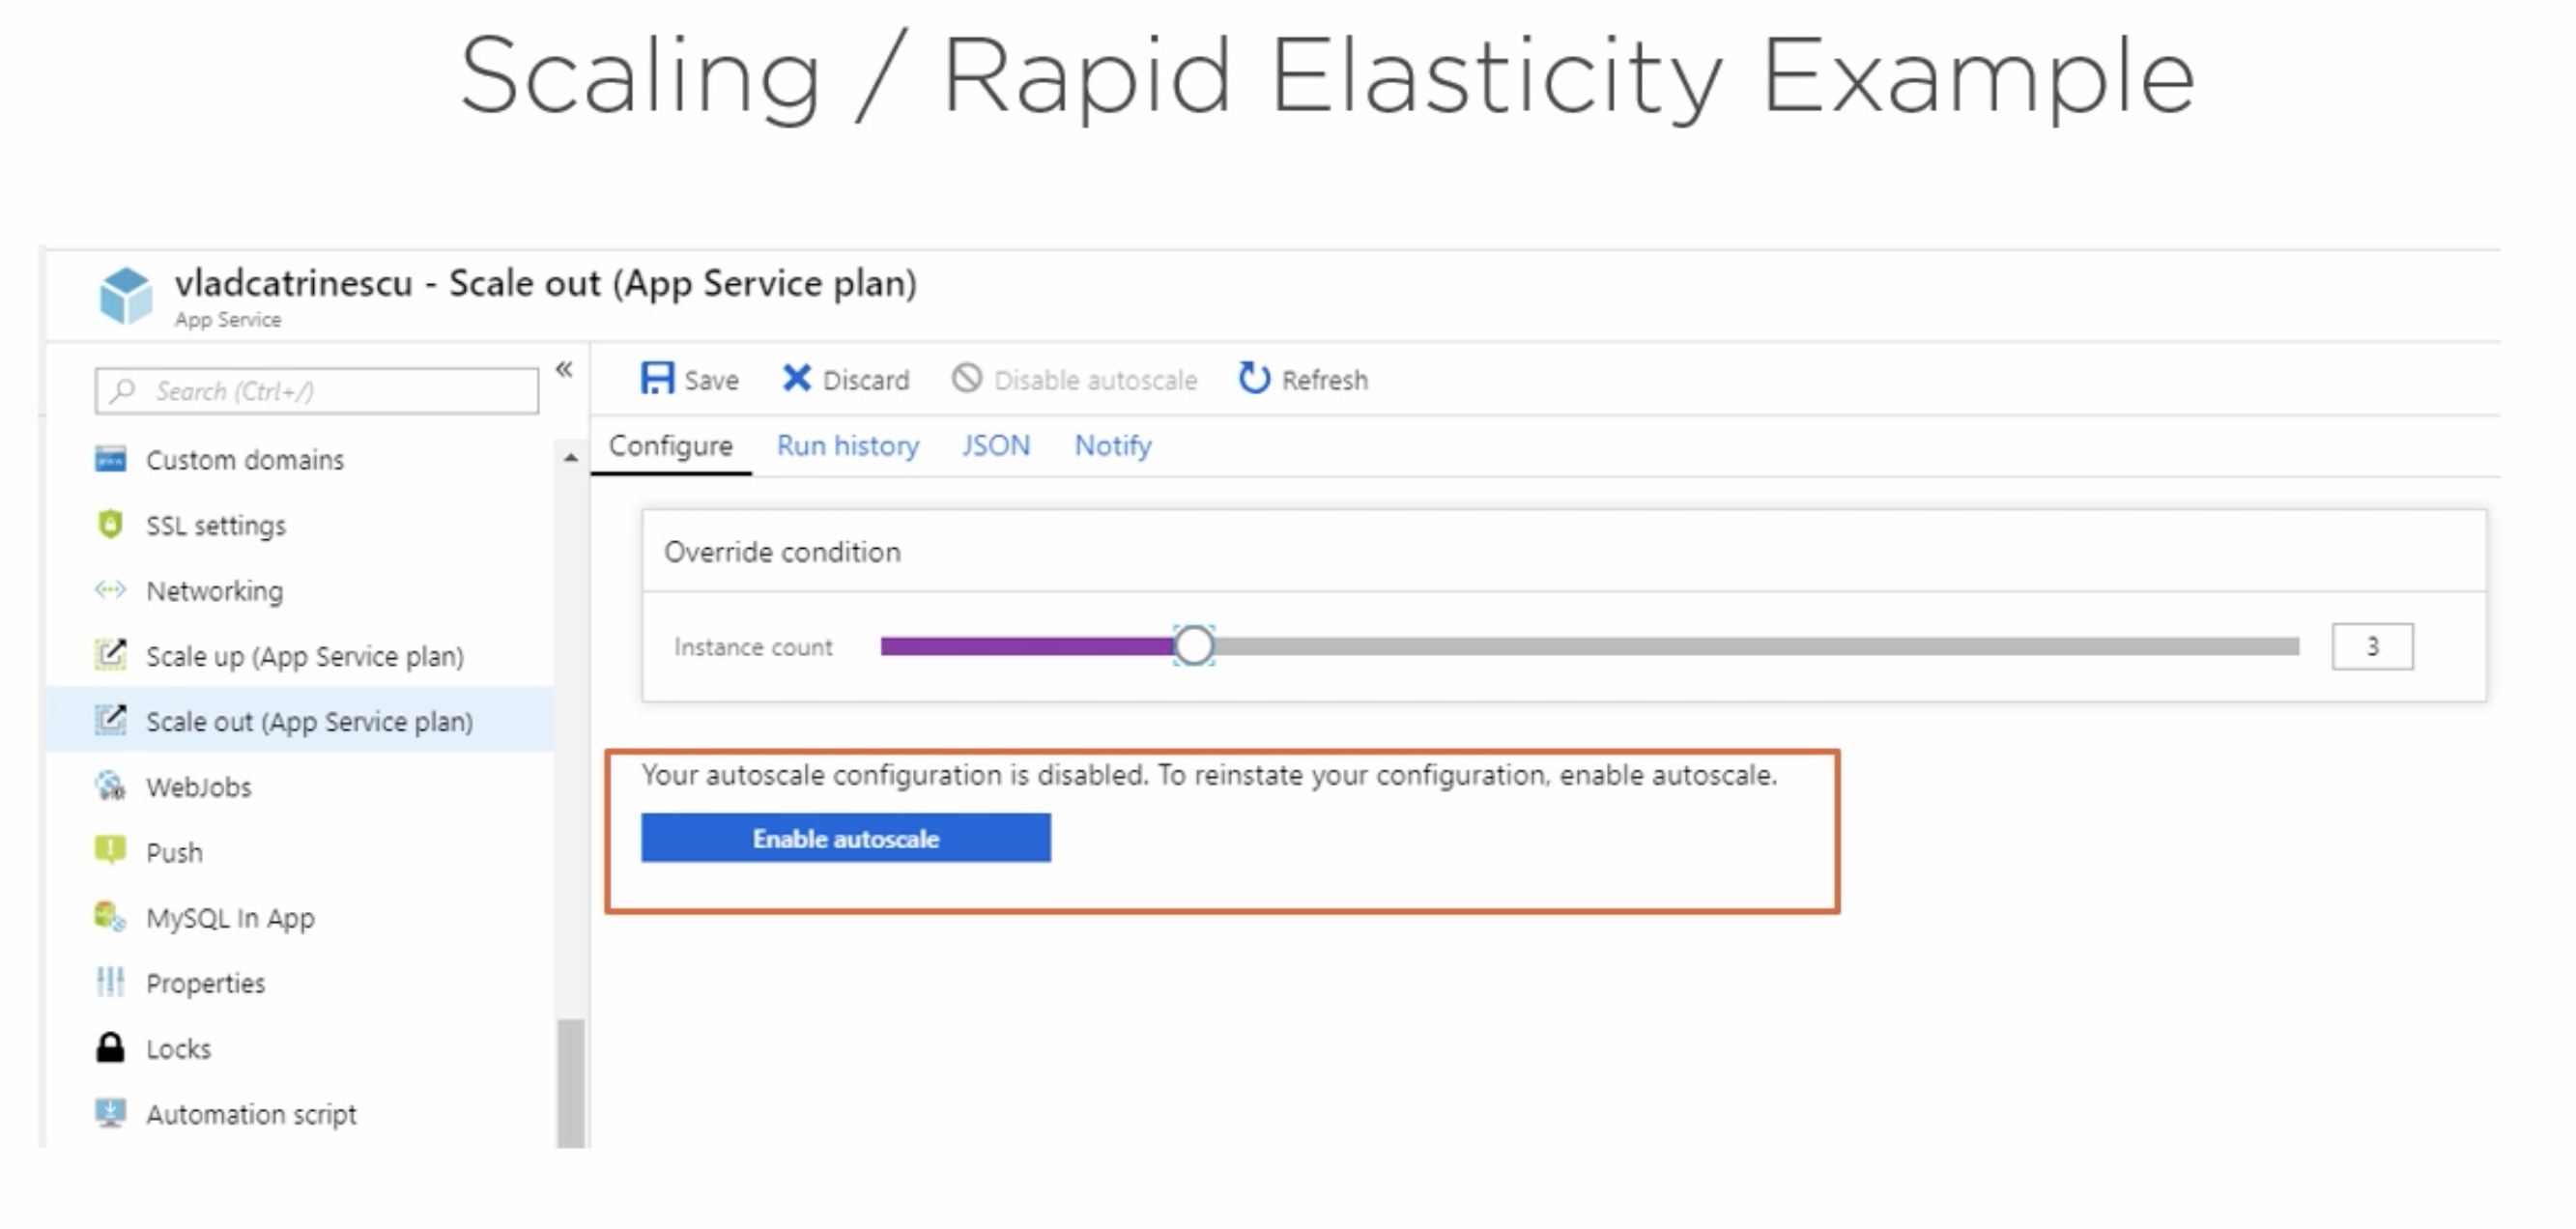 Scaling / Rapid Elasticity Example
vladcatrinescu - Scale out (App Service plan)
App Service
Search (Ctrl+/)
«
Custom domains
SSL settings
Networking
Scale up (App Service plan)
Scale out (App Service plan)
WebJobs
Push
MySQL In App
Properties
Locks
Automation script
Save Discard Disable autoscale Refresh
Configure Run history JSON Notify
Override condition
Instance count 3
Your autoscale configuration is disabled. To reinstate your configuration, enable autoscale.
Enable autoscale